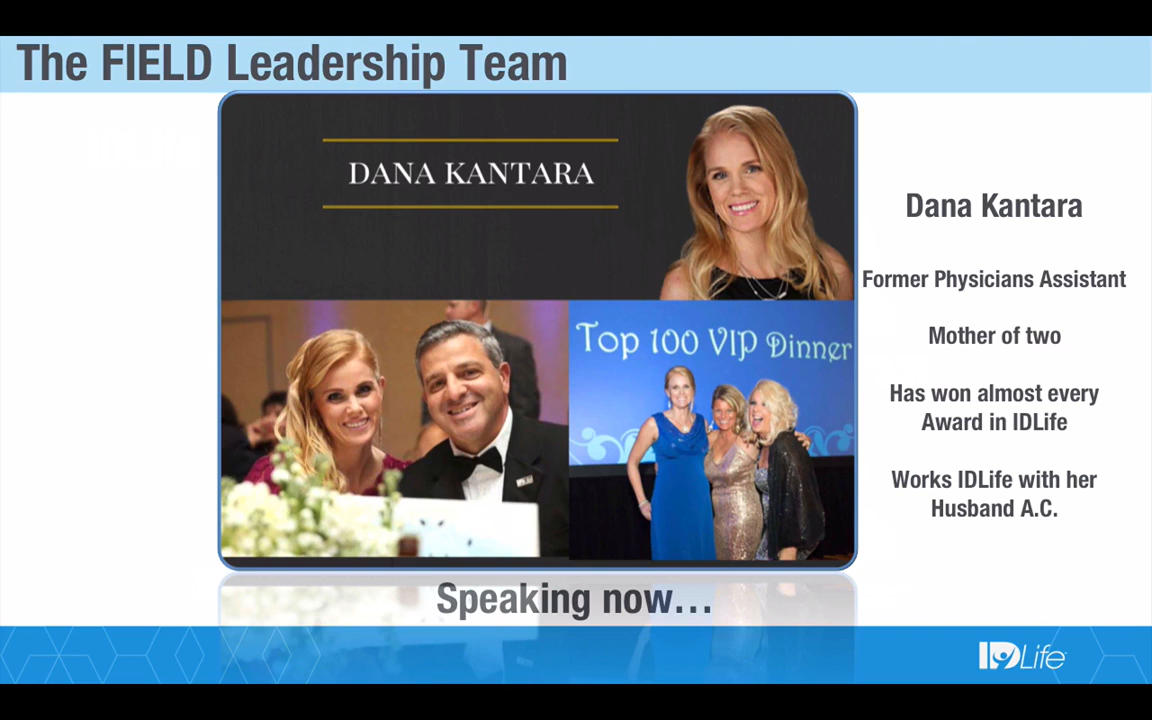 The FIELD Leadership Team
DANA KANTARA
Top 100 VIP Dinner
Dana Kantara
Former Physicians Assistant
Mother of two
Has won almost every
Award in IDLife
Works IDLife with her
Husband A.C.
Speaking now...
IDLife